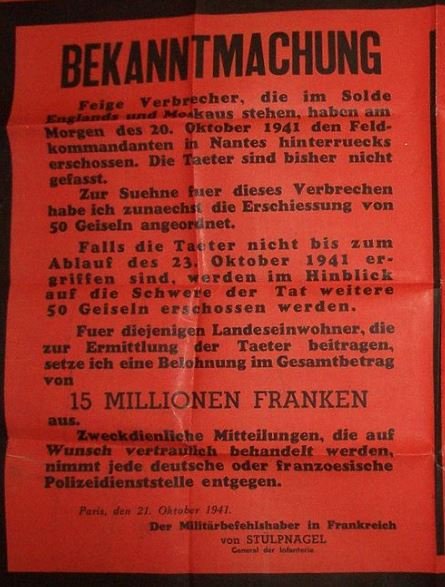 BEKANNTMACHUNG
Feige Verbrecher, die im Solde
Englands und Moskaus stehen, haben am
Morgen des 20. Oktober 1941 den Feld-
kommandanten in Nantes hinterruecks
erschossen. Die Taeter sind bisher nicht
gefasst.
Zur Suehne fuer dieses Verbrechen
habe ich zunaechst die Erschiessung von
50 Geiseln angeordnet.
Falls die Taeter nicht bis zum
Ablauf des 23. Oktober 1941 er-
griffen sind, werden im Hinblick
auf die Schwere der Tat weitere
50 Geiseln erschossen werden.
Fuer diejenigen Landeseinwohner, die
zur Ermittlung der Taeter beitragen,
setze ich eine Belohnung im Gesamtbetrag
von
15 MILLIONEN FRANKEN
aus.
Zweckdienliche Mitteilungen, die auf
Wunsch vertraulich behandelt werden,
nimmt jede deutsche oder franzoesische
Polizeidienststelle entgegen.
Paris, den 21. Oktober 1941.
Der Militärbefehlshaber in Frankreich
von STÜLPNAGEL
General der Infanterie